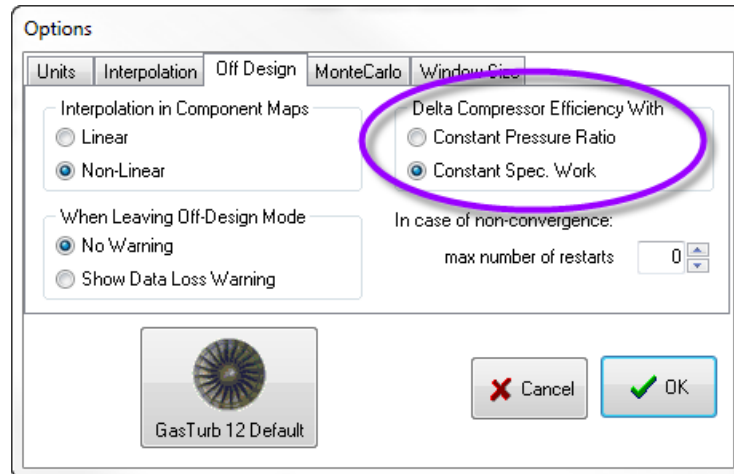 Options
Units Interpolation Off Design MonteCarlo Window Size
Interpolation in Component Maps
Linear
Non-Linear
Delta Compressor Efficiency With
Constant Pressure Ratio
Constant Spec. Work
When Leaving Off-Design Mode
No Warning
Show Data Loss Warning
In case of non-convergence:
max number of restarts 0
GasTurb 12 Default
Cancel
OK